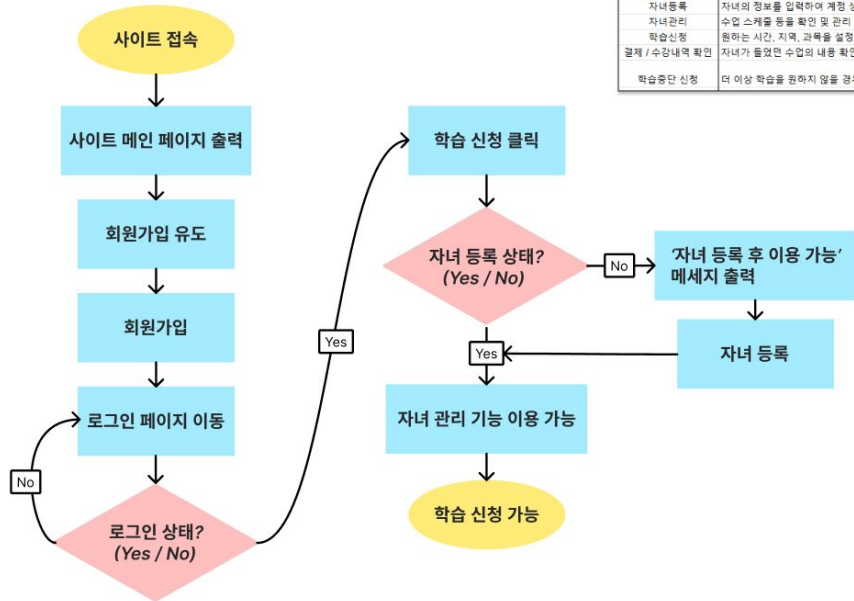 사이트 접속
사이트 메인 페이지 출력
회원가입 유도
회원가입
로그인 페이지 이동
No
로그인 상태?
(Yes / No)
Yes
학습 신청 클릭
자녀 등록 상태?
(Yes / No)
No
‘자녀 등록 후 이용 가능’
메세지 출력
자녀 등록
Yes
자녀 관리 기능 이용 가능
학습 신청 가능
자녀등록 자녀의 정보를 입력하여 계정
자녀관리 수업 스케줄 등을 확인 및 관리
학습신청 원하는 시간, 지역, 과목을 설정
결제 / 수강내역 확인 자녀가 들었던 수업의 내용 확인
학습중단 신청 더 이상 학습을 원하지 않을